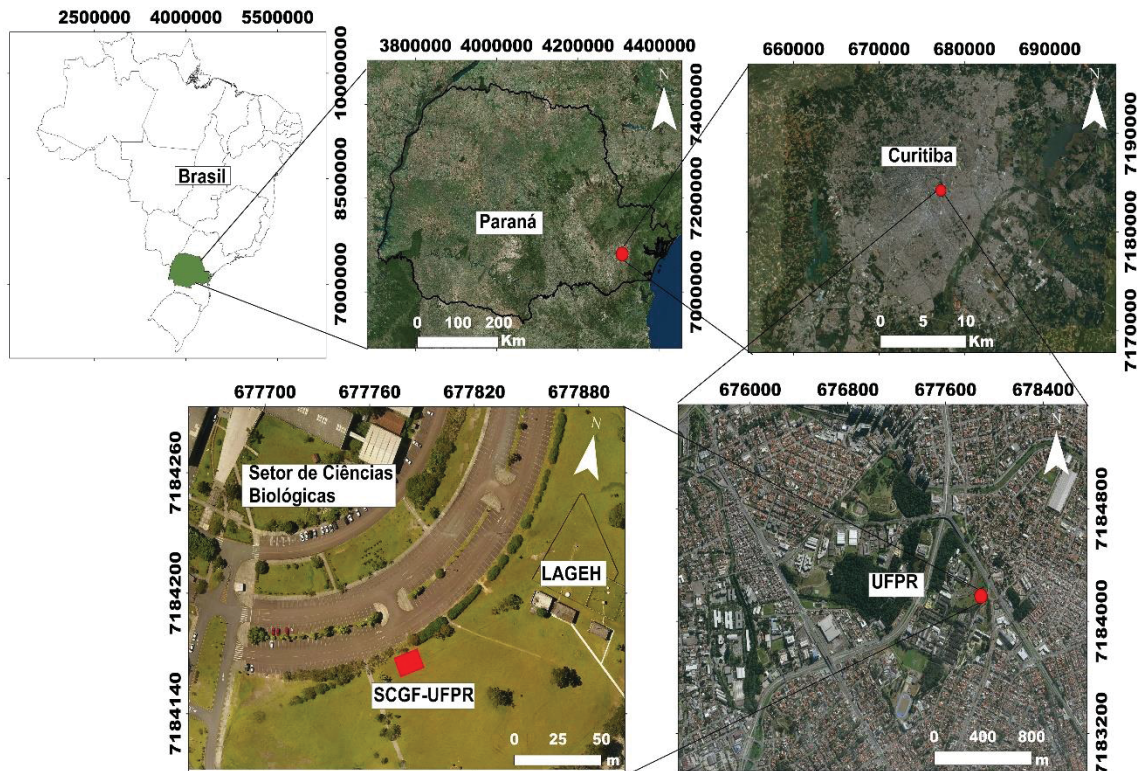 2500000 4000000 5500000
10000000
8500000
7000000
Brasil
3800000 4000000 4200000 4400000
7400000
7200000
7000000
N
Paraná
0 100 200
Km
660000 670000 680000 690000
7190000
7180000
7170000
N
Curitiba
0 5 10
Km
677700 677760 677820 677880
7184260
7184200
7184140
N
Setor de Ciências
Biológicas
LAGEH
SCGF-UFPR
0 25 50
m
676000 676800 677600 678400
7184800
7184000
7183200
N
UFPR
0 400 800
m